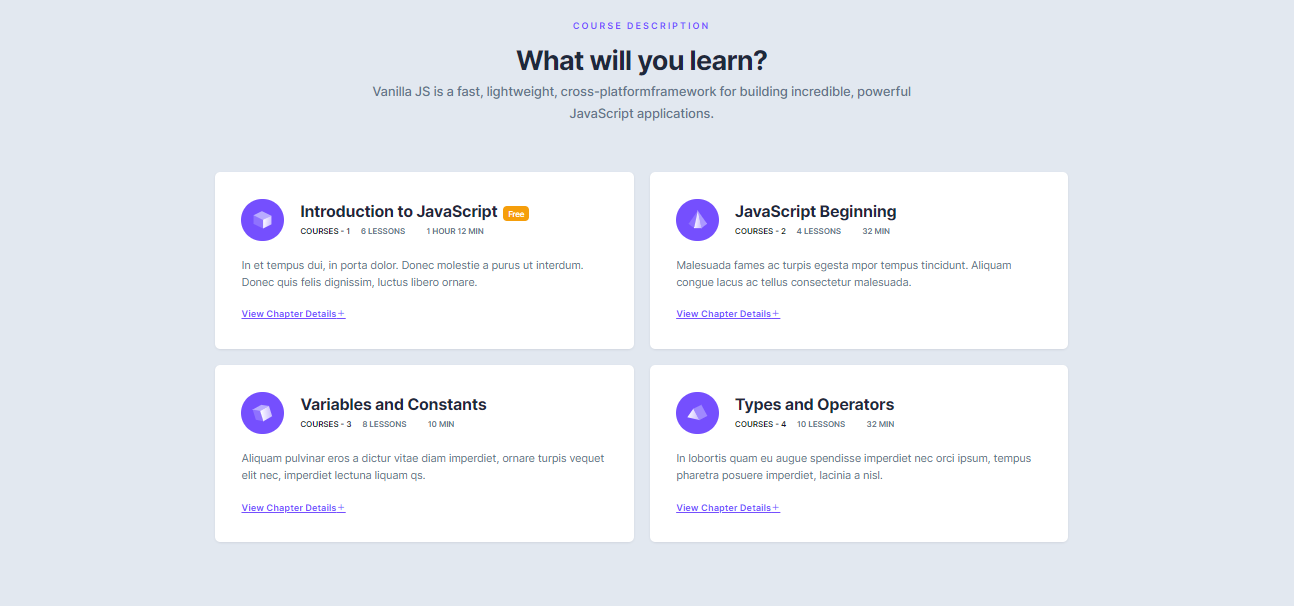 COURSE DESCRIPTION
What will you learn?
Vanilla JS is a fast, lightweight, cross-platformframework for building incredible, powerful
JavaScript applications.
Introduction to JavaScript Free
COURSES - 1 6 LESSONS 1 HOUR 12 MIN
In et tempus dui, in porta dolor. Donec molestie a purus ut interdum.
Donec quis felis dignissim, luctus libero ornare.
View Chapter Details+
JavaScript Beginning
COURSES - 2 4 LESSONS 32 MIN
Malesuada fames ac turpis egesta mpor tempus tincidunt. Aliquam
congue lacus ac tellus consectetur malesuada.
View Chapter Details+
Variables and Constants
COURSES - 3 8 LESSONS 10 MIN
Aliquam pulvinar eros a dictur vitae diam imperdiet, ornare turpis vequet
elit nec, imperdiet lectuna liquam qs.
View Chapter Details+
Types and Operators
COURSES - 4 10 LESSONS 32 MIN
In lobortis quam eu augue spendisse imperdiet nec orci ipsum, tempus
pharetra posuere imperdiet, lacinia a nisl.
View Chapter Details+